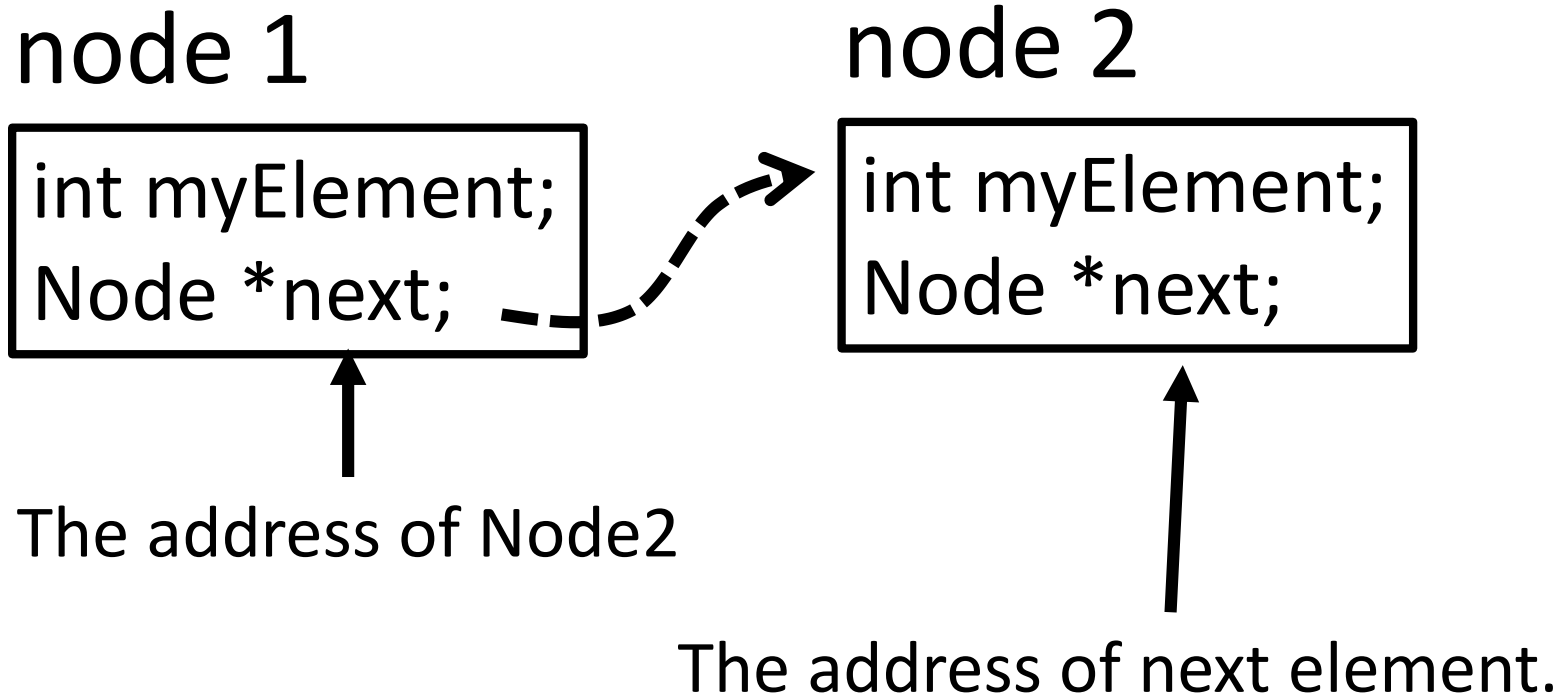 node 1
int myElement;
Node *next;
The address of Node2
node 2
int myElement;
Node *next;
The address of next element.